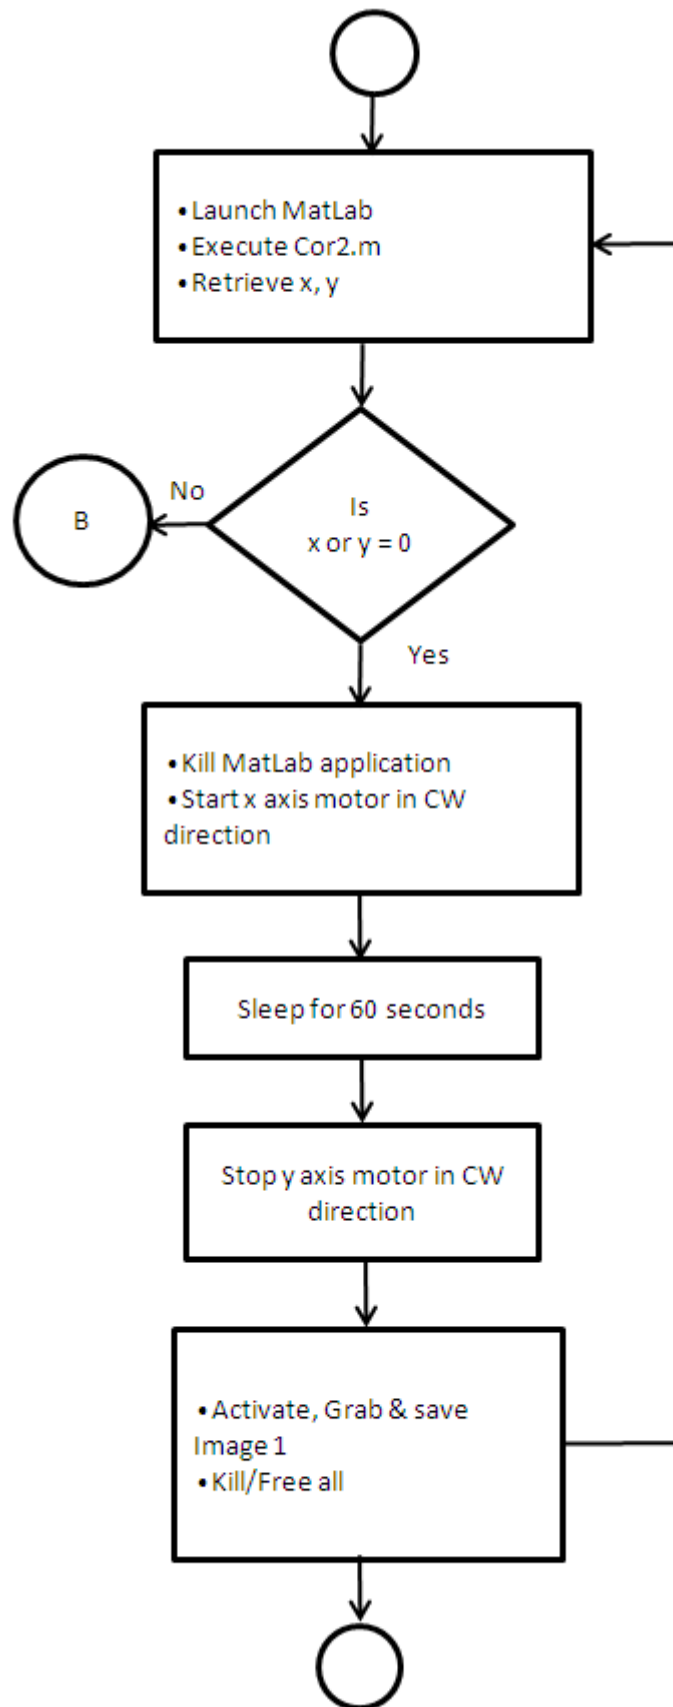 •Launch MatLab
•Execute Cor2.m
•Retrieve x, y
Is
x or y = 0
No
B
Yes
•Kill MatLab application
•Start x axis motor in CW
direction
Sleep for 60 seconds
Stop y axis motor in CW
direction
•Activate, Grab & save
Image 1
•Kill/Free all